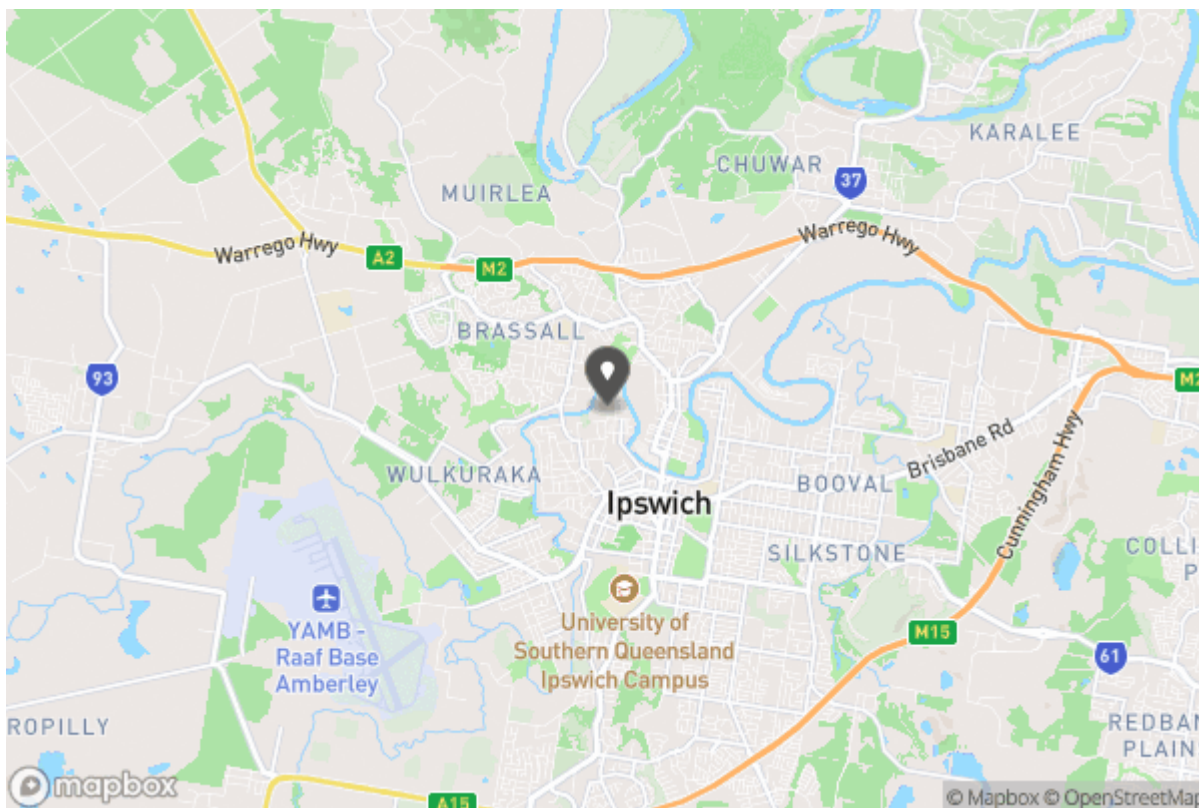 KARALEE
CHUWAR
37
MUIRLEA
Warrego Hwy
Warrego Hwy
A2
M2
BRASSALL
93
M2
Brisbane Rd
Cunningham Hwy
WULKURAKA
BOOVAL
Ipswich
SILKSTONE
COLLI
P
University of
Southern Queensland
Ipswich Campus
YAMB -
Raaf Base
Amberley
M15
61
ROPILLY
REDBAN
PLAIN
mapbox
A15
© Mapbox © OpenStreetMap